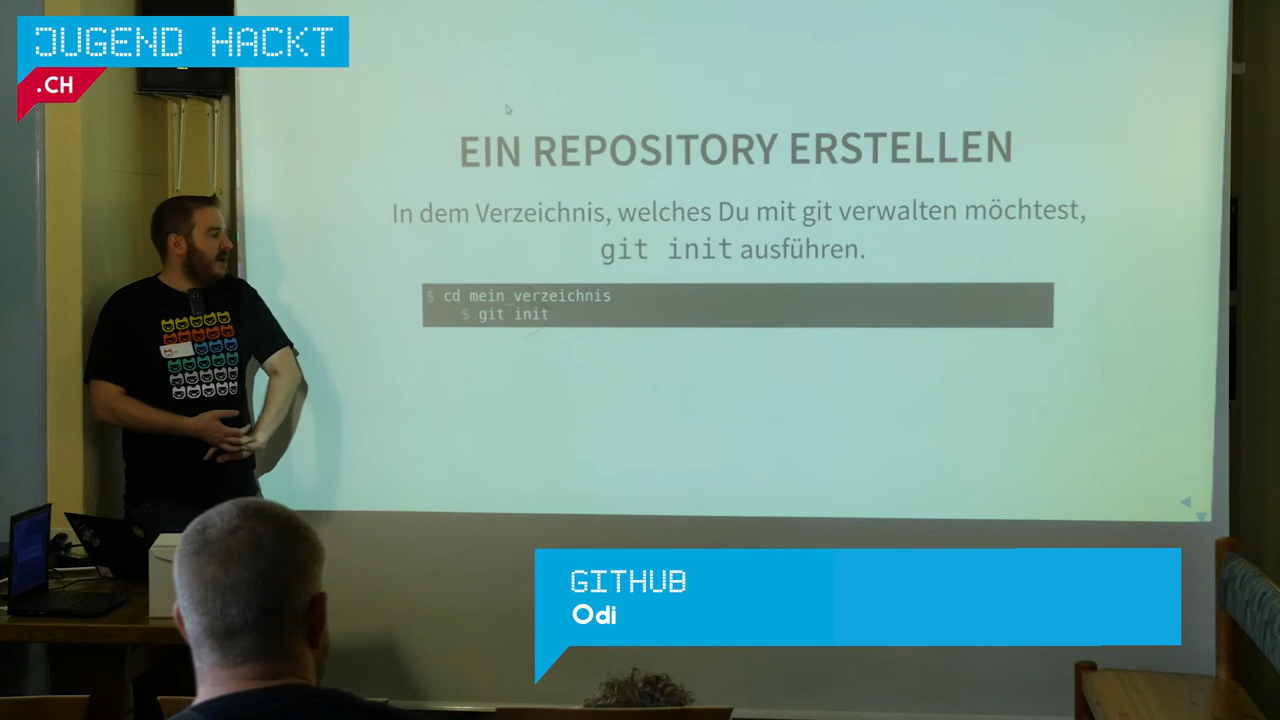 JUGEND HACKT
.CH
EIN REPOSITORY ERSTELLEN
In dem Verzeichnis, welches Du mit git verwalten möchtest,
git init ausführen.
$ cd mein_verzeichnis
$ git init
GITHUB
Odi